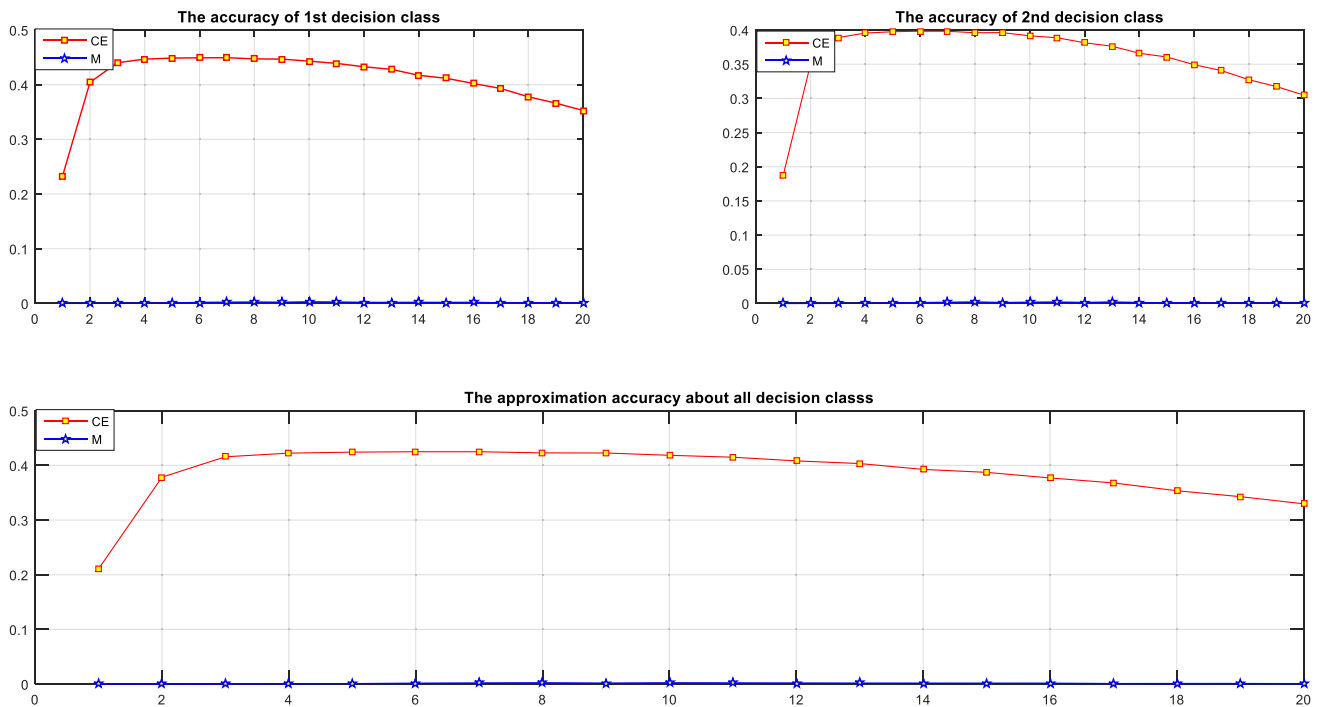 The accuracy of 1st decision class
0.5
0.4
0.3
0.2
0.1
0
CE
M
0 2 4 6 8 10 12 14 16 18 20
The accuracy of 2nd decision class
0.4
0.35
0.3
0.25
0.2
0.15
0.1
0.05
0
CE
M
0 2 4 6 8 10 12 14 16 18 20
The approximation accuracy about all decision classs
0.5
0.4
0.3
0.2
0.1
0
CE
M
0 2 4 6 8 10 12 14 16 18 20